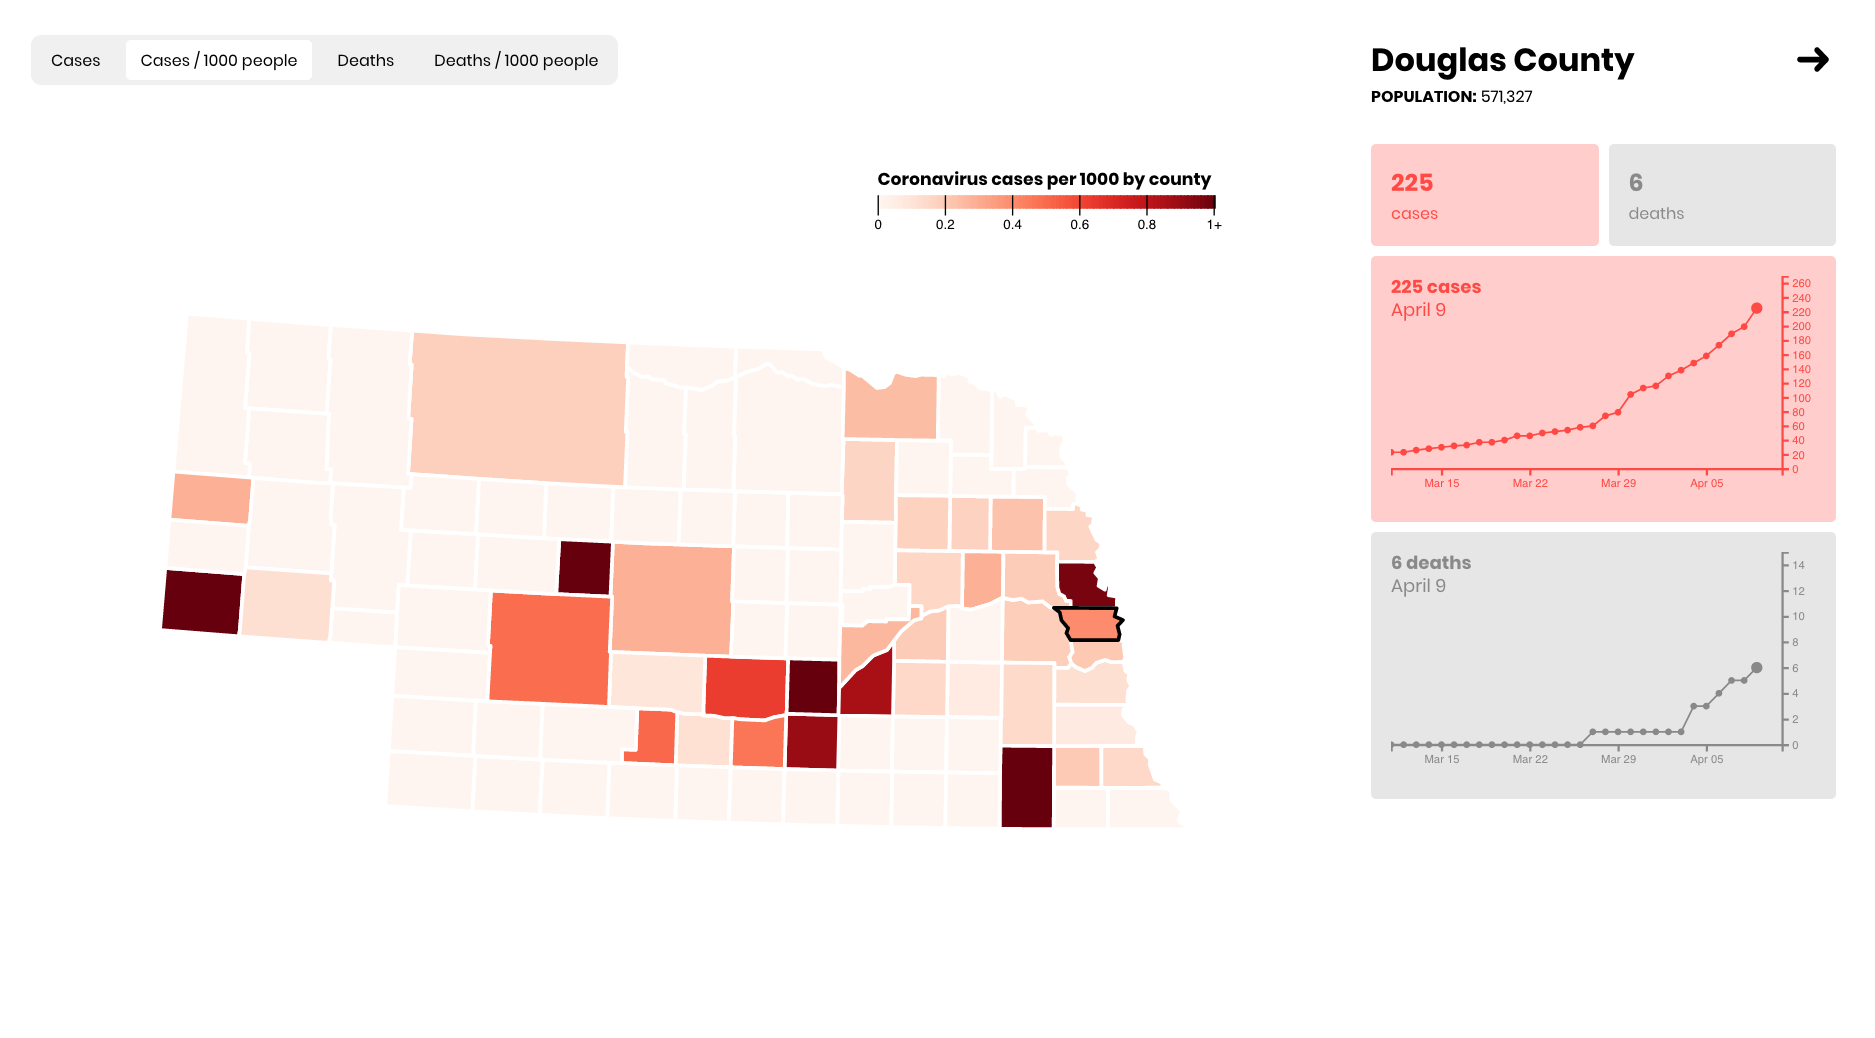 Cases
Cases / 1000 people
Deaths
Deaths / 1000 people
Coronavirus cases per 1000 by county
0 0.2 0.4 0.6 0.8 1+
Douglas County
POPULATION: 571,327
225
cases
6
deaths
225 cases
April 9
260
240
220
200
180
160
140
120
100
80
60
40
20
0
Mar 15 Mar 22 Mar 29 Apr 05
6 deaths
April 9
14
12
10
8
6
4
2
0
Mar 15 Mar 22 Mar 29 Apr 05